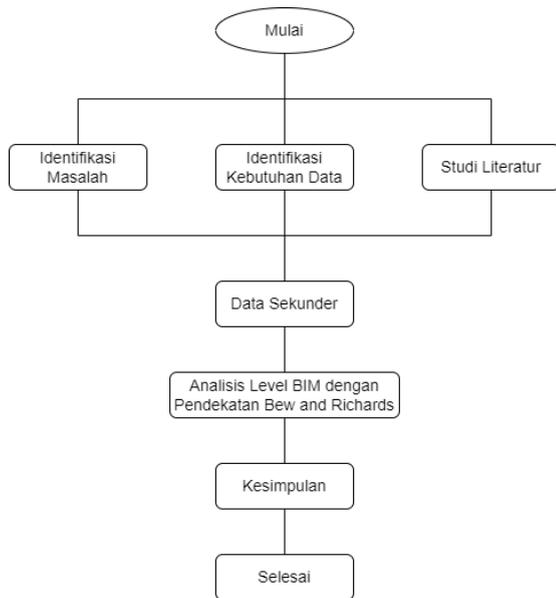 Mulai
Identifikasi
Masalah
Identifikasi
Kebutuhan Data
Studi Literatur
Data Sekunder
Analisis Level BIM dengan
Pendekatan Bew and Richards
Kesimpulan
Selesai